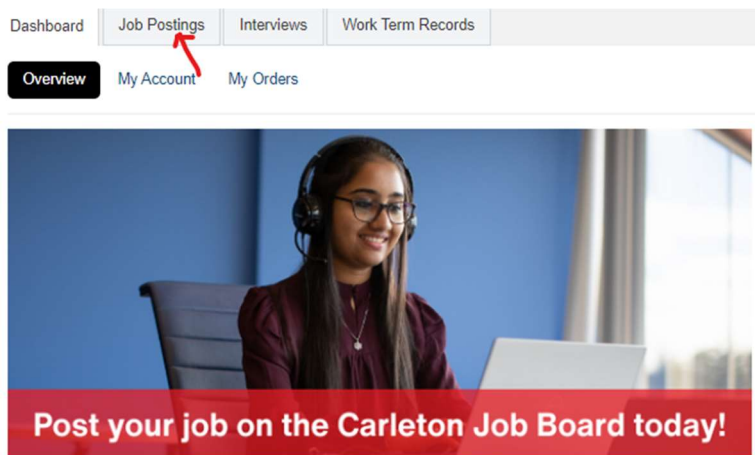 Dashboard Job Postings Interviews Work Term Records
Overview My Account My Orders
Post your job on the Carleton Job Board today!